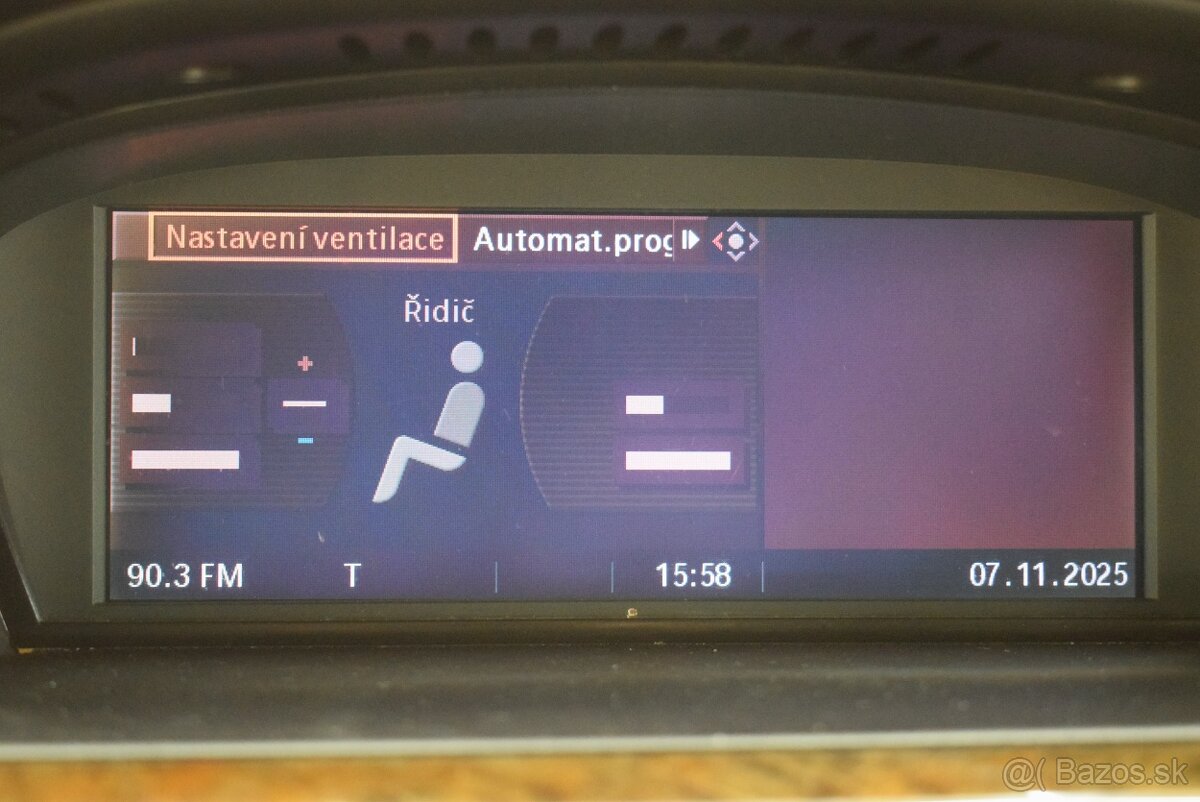 Nastavení ventilace Automat.prog
Řidič
90.3 FM T 15:58 07.11.2025
@( Bazos.sk